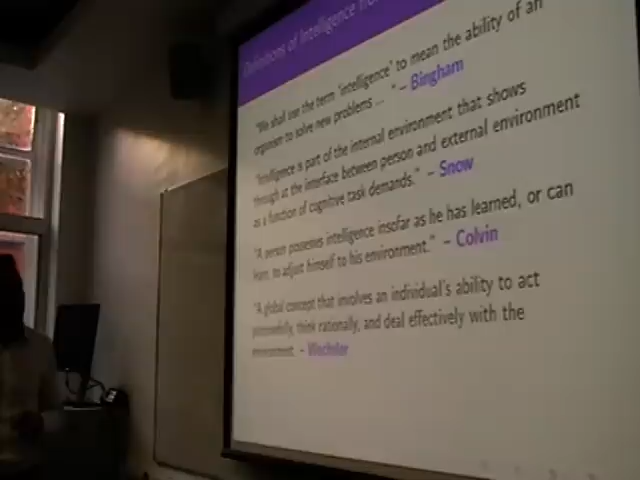 Definitions of Intelligence from
"We shall use the term 'intelligence' to mean the ability of an
organism to solve new problems ... " – Bingham
"Intelligence is part of the internal environment that shows
through at the interface between person and external environment
as a function of cognitive task demands." – Snow
"A person possesses intelligence insofar as he has learned, or can
learn, to adjust himself to his environment." – Colvin
"A global concept that involves an individual's ability to act
purposefully, think rationally, and deal effectively with the
environment. – Wechsler